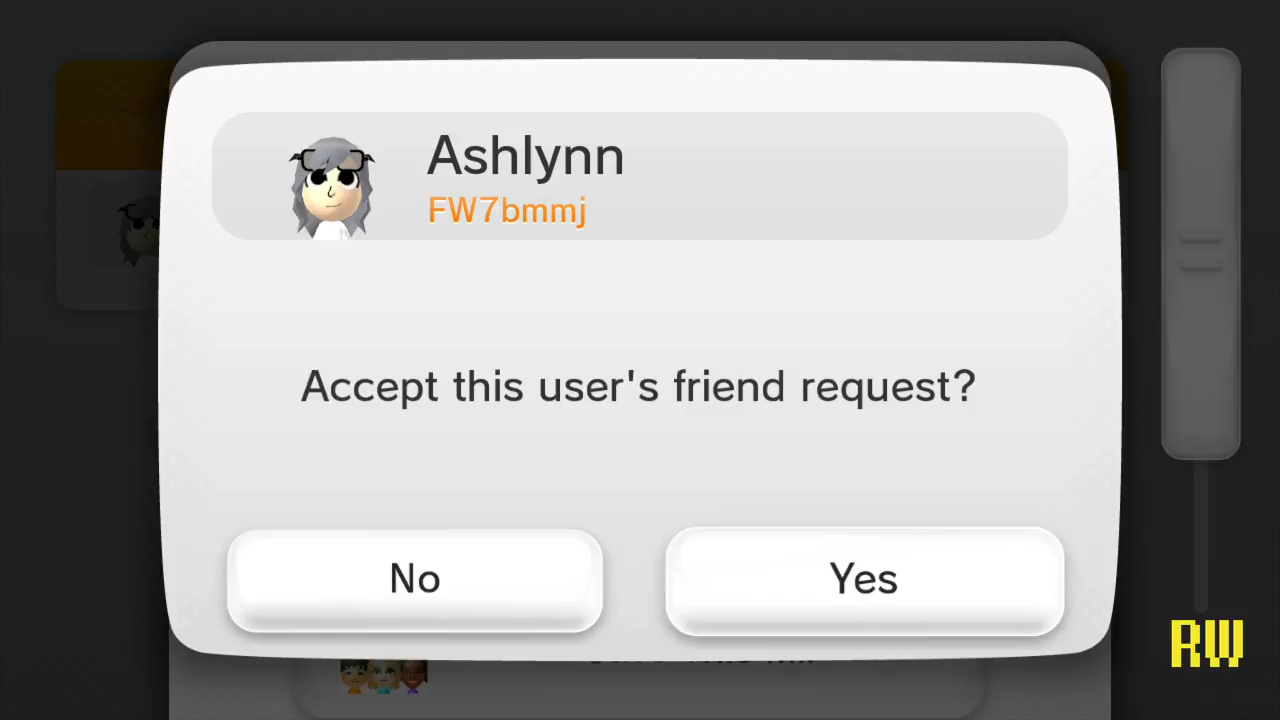 Ashlynn
FW7bmmj
Accept this user's friend request?
No
Yes
RW